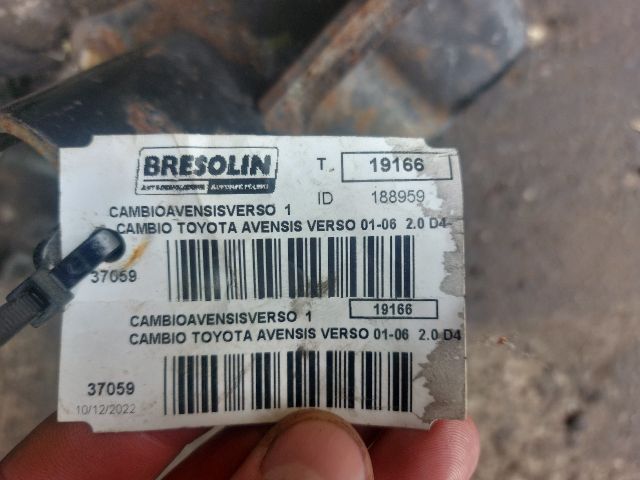 BRESOLIN
T. 19166
ID 188959
CAMBIOAVENSISVERSO 1
CAMBIO TOYOTA AVENSIS VERSO 01-06 2.0 D4
37059
CAMBIOAVENSISVERSO 1 19166
CAMBIO TOYOTA AVENSIS VERSO 01-06 2.0 D4
37059
10/12/2022